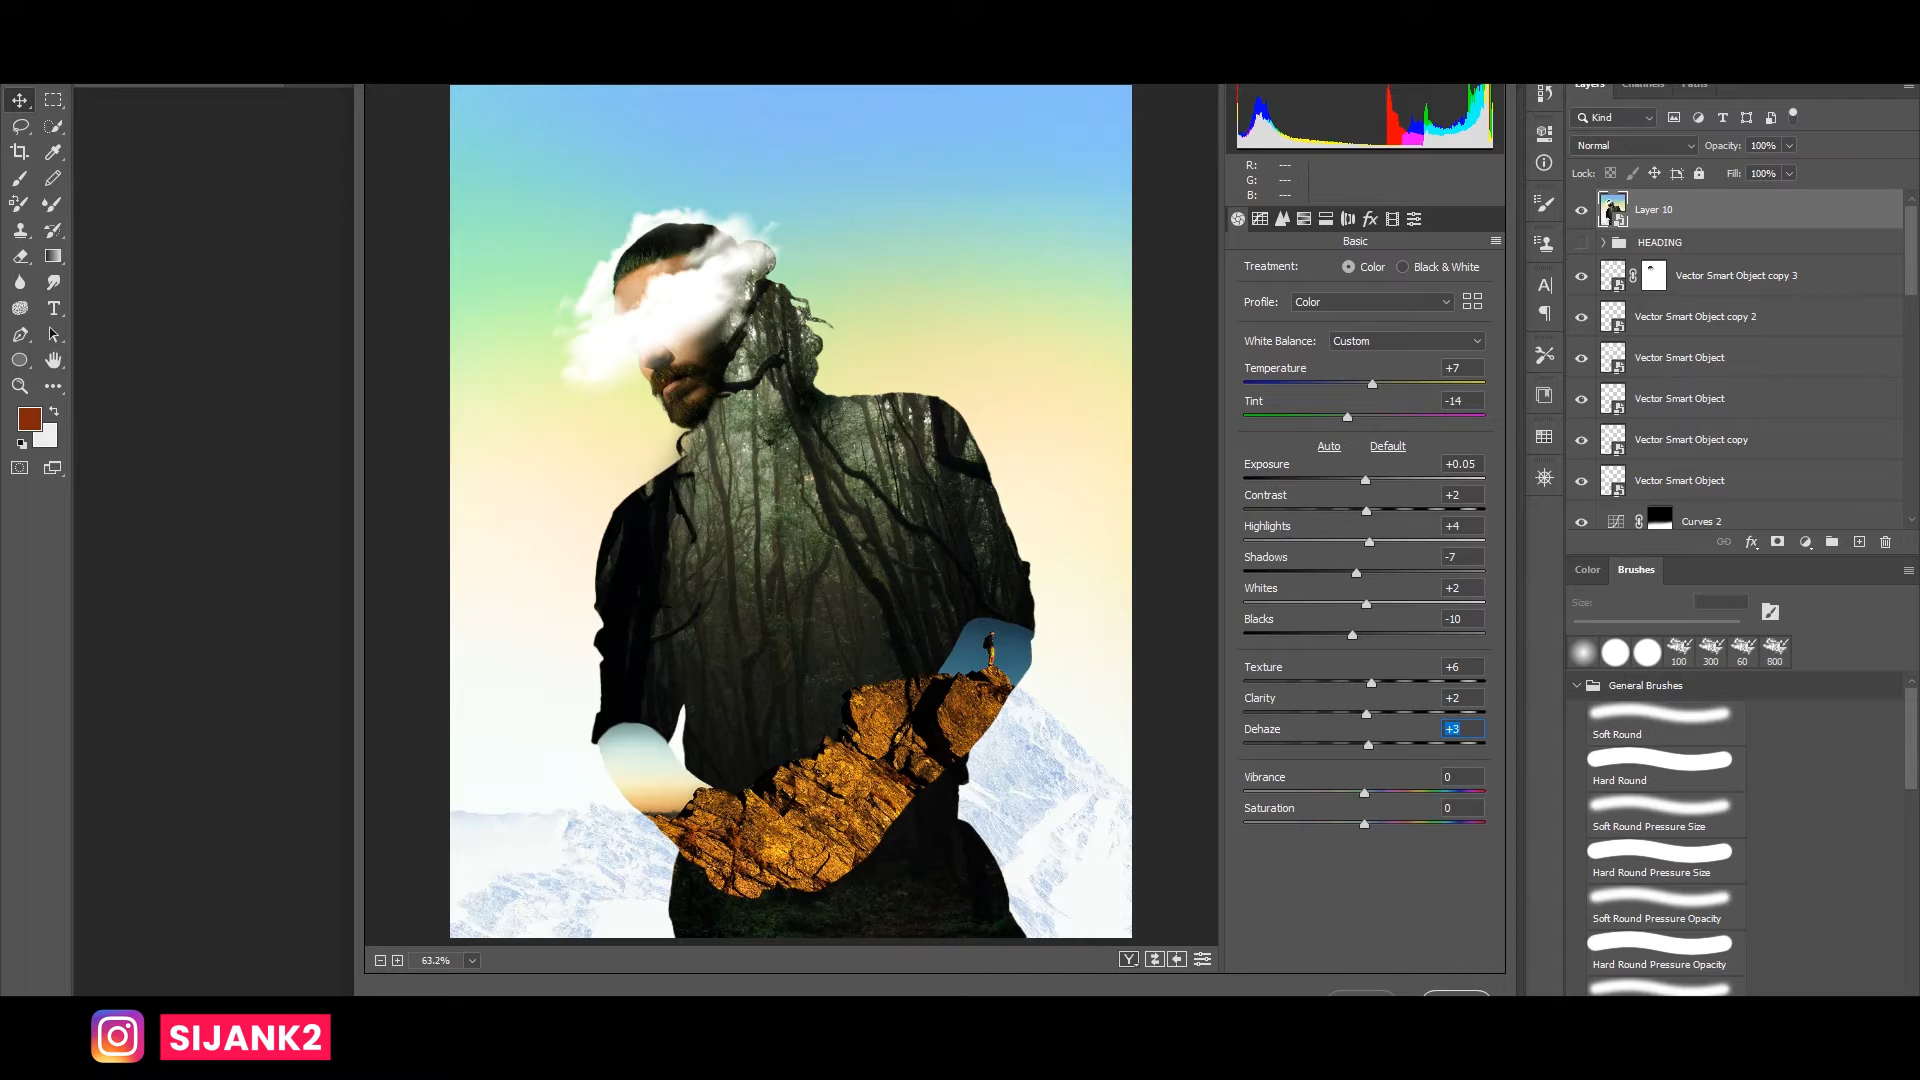 Layers Channels Paths
Kind
Normal Opacity: 100%
Lock: Fill: 100%
Layer 10
HEADING
Vector Smart Object copy 3
Vector Smart Object copy 2
Vector Smart Object
Vector Smart Object
Vector Smart Object copy
Vector Smart Object
Curves 2
R: ---
G: ---
B: ---
Basic
Treatment: Color Black & White
Profile: Color
White Balance: Custom
Temperature +7
Tint -14
Auto Default
Exposure +0.05
Contrast +2
Highlights +4
Shadows -7
Whites +2
Blacks -10
Texture +6
Clarity +2
Dehaze +3
Vibrance 0
Saturation 0
Color Brushes
Size:
100 300 60 800
General Brushes
Soft Round
Hard Round
Soft Round Pressure Size
Hard Round Pressure Size
Soft Round Pressure Opacity
Hard Round Pressure Opacity
63.2%
Y
SIJANK2